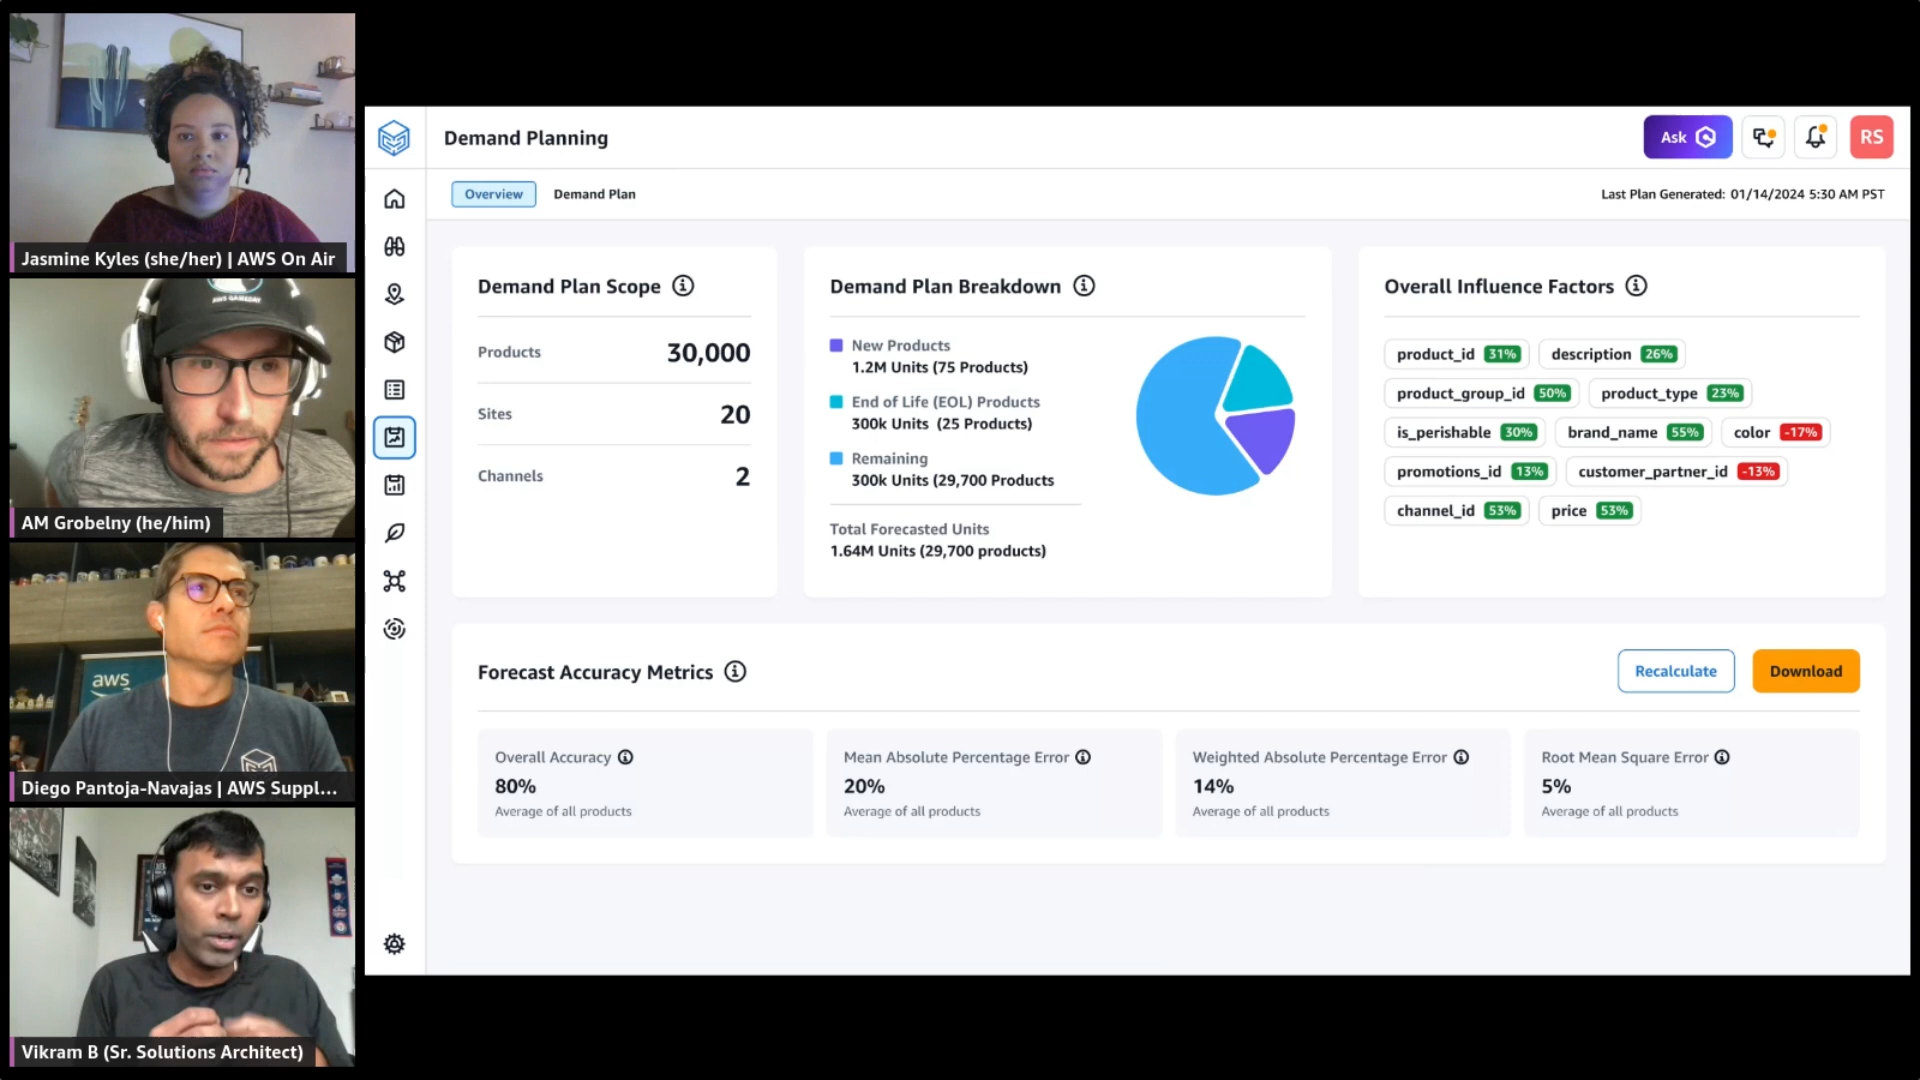 Jasmine Kyles (she/her) | AWS On Air
AWS GAMEDAY
AM Grobelny (he/him)
aws
Diego Pantoja-Navajas | AWS Suppl...
Vikram B (Sr. Solutions Architect)
Demand Planning
Ask
RS
Overview
Demand Plan
Last Plan Generated: 01/14/2024 5:30 AM PST
Demand Plan Scope
Products
30,000
Sites
20
Channels
2
Demand Plan Breakdown
New Products
1.2M Units (75 Products)
End of Life (EOL) Products
300k Units (25 Products)
Remaining
300k Units (29,700 Products
Total Forecasted Units
1.64M Units (29,700 products)
Overall Influence Factors
product_id 31%
description 26%
product_group_id 50%
product_type 23%
is_perishable 30%
brand_name 55%
color -17%
promotions_id 13%
customer_partner_id -13%
channel_id 53%
price 53%
Forecast Accuracy Metrics
Recalculate
Download
Overall Accuracy
80%
Average of all products
Mean Absolute Percentage Error
20%
Average of all products
Weighted Absolute Percentage Error
14%
Average of all products
Root Mean Square Error
5%
Average of all products